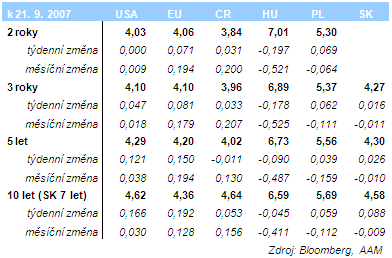 k 21. 9. 2007 USA EU CR HU PL SK
2 roky 4,03 4,06 3,84 7,01 5,30
týdenní změna 0,000 0,071 0,031 -0,197 0,069
měsíční změna 0,009 0,194 0,200 -0,521 -0,064
3 roky 4,10 4,10 3,96 6,89 5,37 4,27
týdenní změna 0,047 0,081 0,033 -0,178 0,062 0,016
měsíční změna 0,018 0,179 0,207 -0,525 -0,111 -0,011
5 let 4,29 4,20 4,02 6,73 5,56 4,30
týdenní změna 0,121 0,150 -0,011 -0,090 0,039 0,026
měsíční změna 0,038 0,194 0,130 -0,487 -0,159 -0,010
10 let (SK 7 let) 4,62 4,36 4,64 6,59 5,69 4,58
týdenní změna 0,166 0,192 0,053 -0,045 0,059 0,088
měsíční změna 0,030 0,128 0,156 -0,411 -0,112 -0,009
Zdroj: Bloomberg, AAM